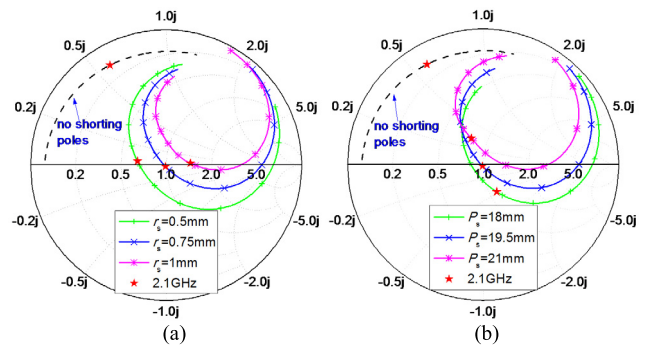 1.0j 1.0j
0.5j 2.0j 0.5j 2.0j
0.2j 5.0j 0.2j 5.0j
no shorting poles no shorting poles
0.2 0.5 1.0 2.0 5.0 0.2 0.5 1.0 2.0 5.0
-0.2j -5.0j -0.2j -5.0j
rs=0.5mm Ps=18mm
rs=0.75mm Ps=19.5mm
rs=1mm Ps=21mm
2.1GHz 2.1GHz
-0.5j -2.0j -0.5j -2.0j
-1.0j -1.0j
(a) (b)